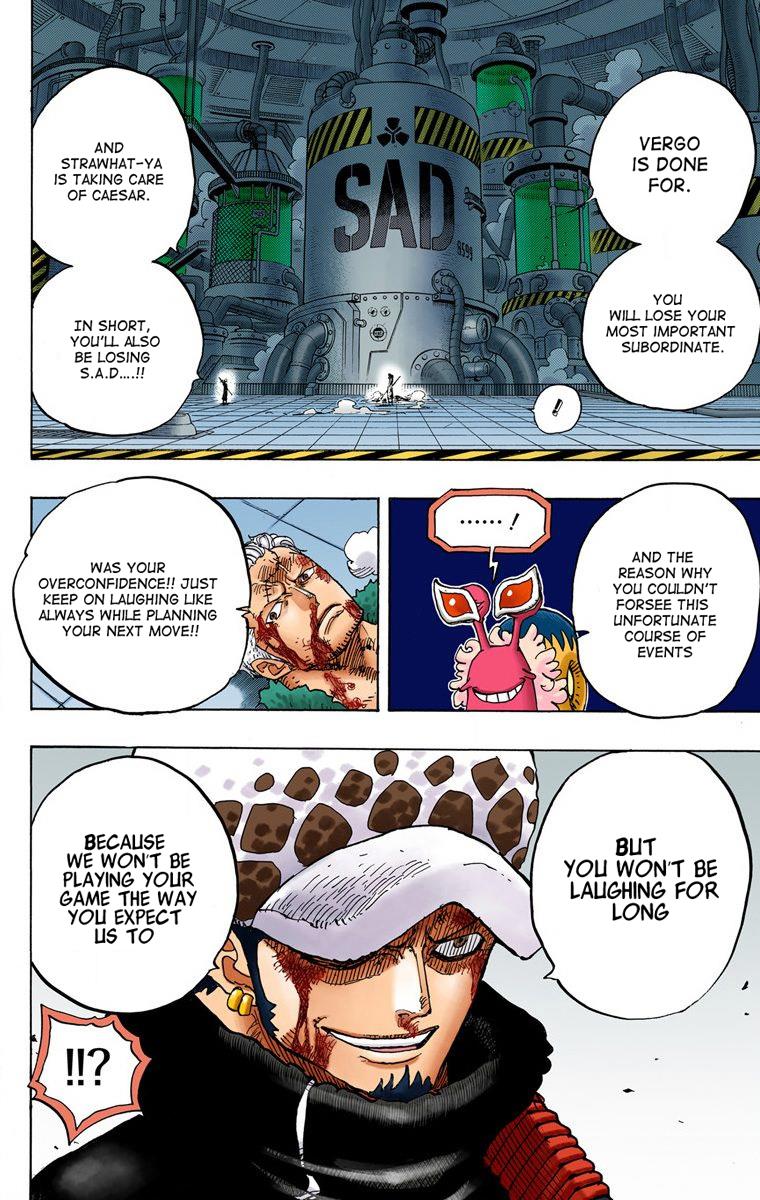 VERGO
IS DONE
FOR.
YOU
WILL LOSE YOUR
MOST IMPORTANT
SUBORDINATE.
AND
STRAWHAT-YA
IS TAKING CARE
OF CAESAR.
IN SHORT,
YOU'LL ALSO
BE LOSING
S.A.D....!!
SAD
8599
!
AND THE
REASON WHY
YOU COULDN'T
FORSEE THIS
UNFORTUNATE
COURSE OF
EVENTS
...... !
WAS YOUR
OVERCONFIDENCE!! JUST
KEEP ON LAUGHING LIKE
ALWAYS WHILE PLANNING
YOUR NEXT MOVE!!
BUT
YOU WON'T BE
LAUGHING FOR
LONG
BECAUSE
WE WON'T BE
PLAYING YOUR
GAME THE WAY
YOU EXPECT
US TO
!!?